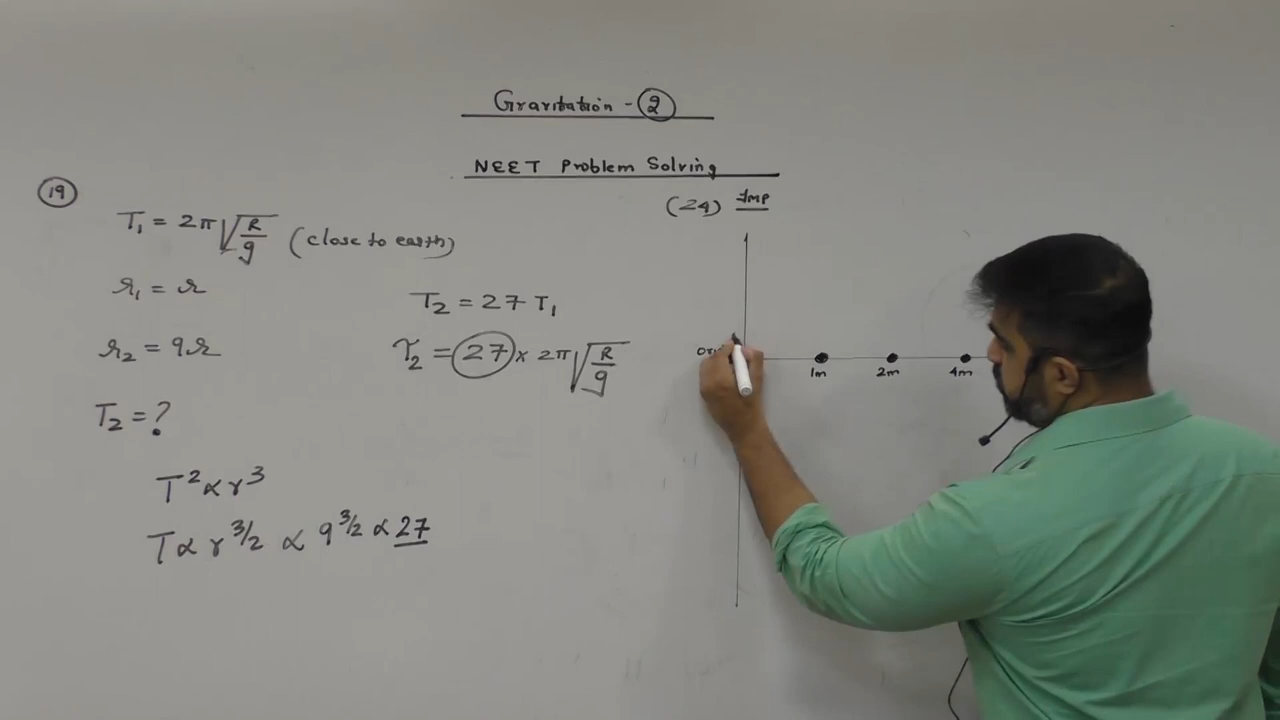 Gravitation - 2
NEET Problem Solving
19
T₁ = 2π√R/g (close to earth)
r₁ = r
r₂ = 9r
T₂ = ?
T² ∝ r³
T ∝ r^3/2 ∝ 9^3/2 ∝ 27
T₂ = 27 T₁
T₂ = 27 × 2π√R/g
(24) Imp
1m 2m 4m